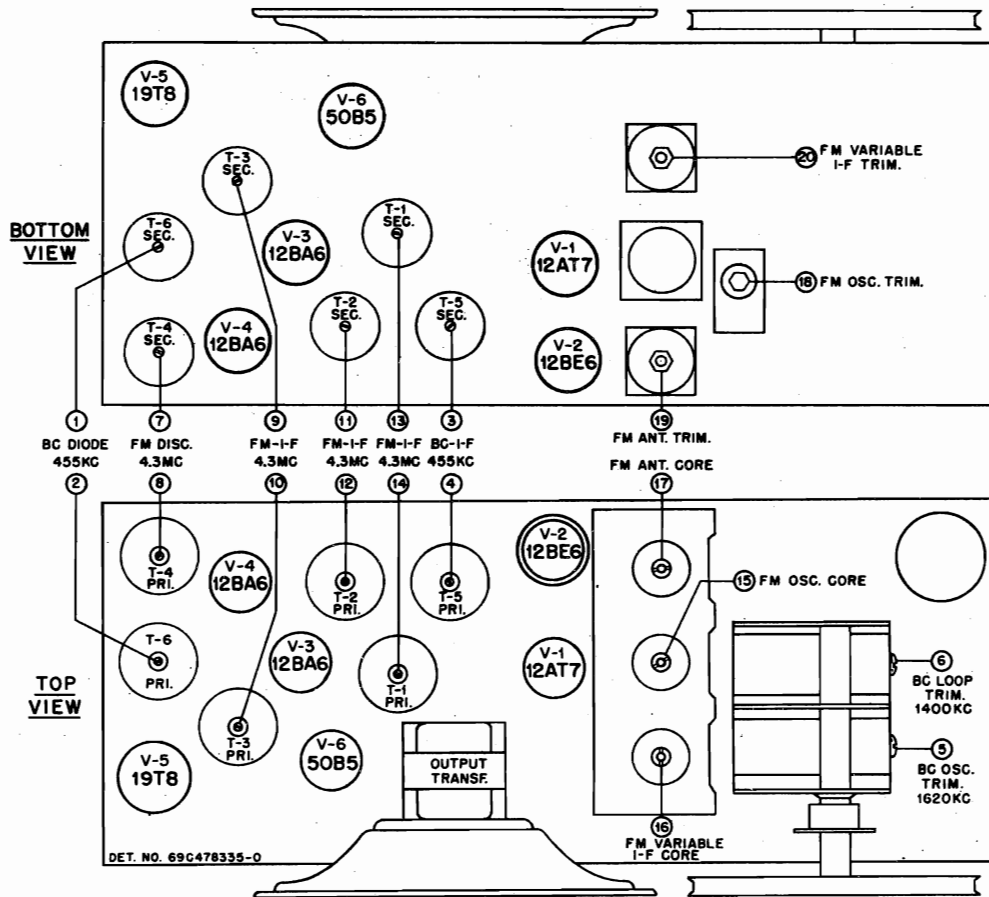 V-5
19T8
V-6
50B5
T-3
SEC.
FM VARIABLE
I-F TRIM.
20
BOTTOM
VIEW
T-6
SEC.
V-3
12BA6
T-1
SEC.
V-1
12AT7
18 FM OSC. TRIM.
T-4
SEC.
V-4
12BA6
T-2
SEC.
T-5
SEC.
V-2
12BE6
1 7 9 11 13 3 19
BC DIODE FM DISC. FM-I-F FM-I-F FM-I-F BC-I-F FM ANT. TRIM.
455KC 4.3MC 4.3MC 4.3MC 4.3MC 455KC FM ANT. CORE
2 8 10 12 14 4 17
T-4
PRI.
V-4
12BA6
T-2
PRI.
T-5
PRI.
V-2
12BE6
15 FM OSC. CORE
TOP
VIEW
T-6
PRI.
V-3
12BA6
T-1
PRI.
V-1
12AT7
6
BC LOOP
TRIM.
1400KC
T-3
PRI.
V-5
19T8
V-6
50B5
OUTPUT
TRANSF.
5
BC OSC.
TRIM.
1620KC
16
FM VARIABLE
I-F CORE
DET. NO. 69C478335-0